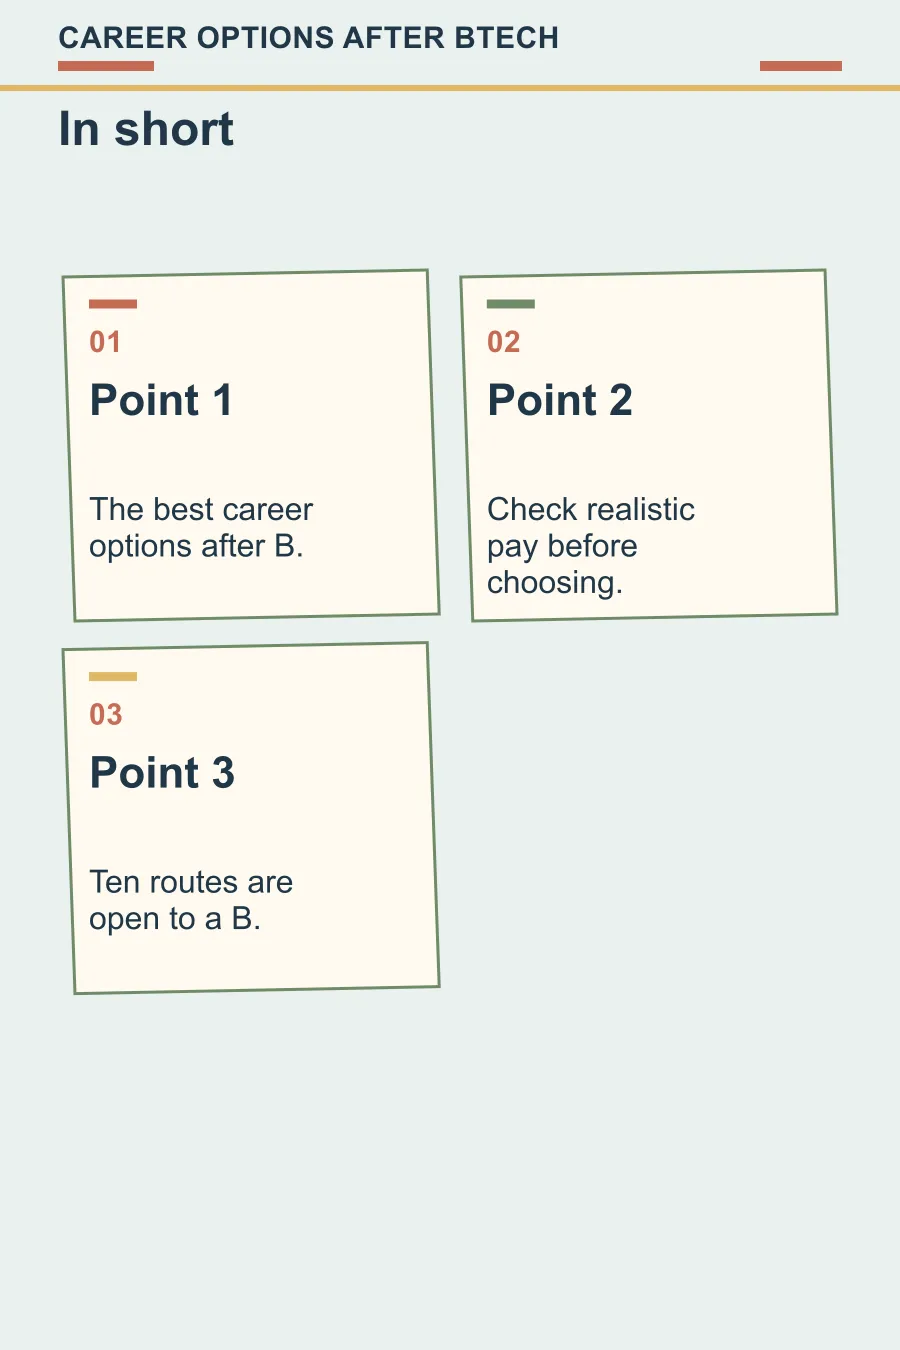 CAREER OPTIONS AFTER BTECH
In short
01
Point 1
The best career
options after B.
02
Point 2
Check realistic
pay before
choosing.
03
Point 3
Ten routes are
open to a B.